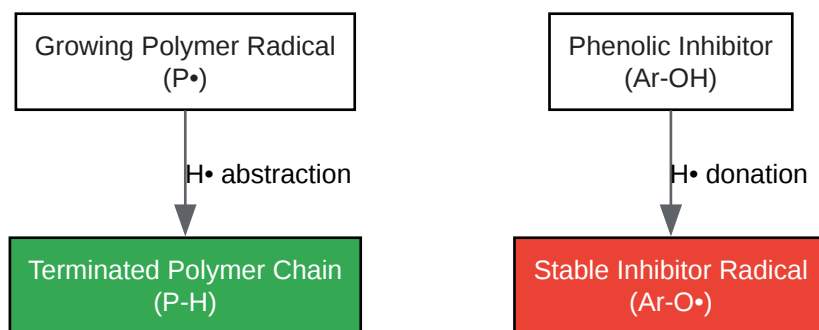 Growing Polymer Radical
(P•)
Phenolic Inhibitor
(Ar-OH)
H• abstraction
H• donation
Terminated Polymer Chain
(P-H)
Stable Inhibitor Radical
(Ar-O•)